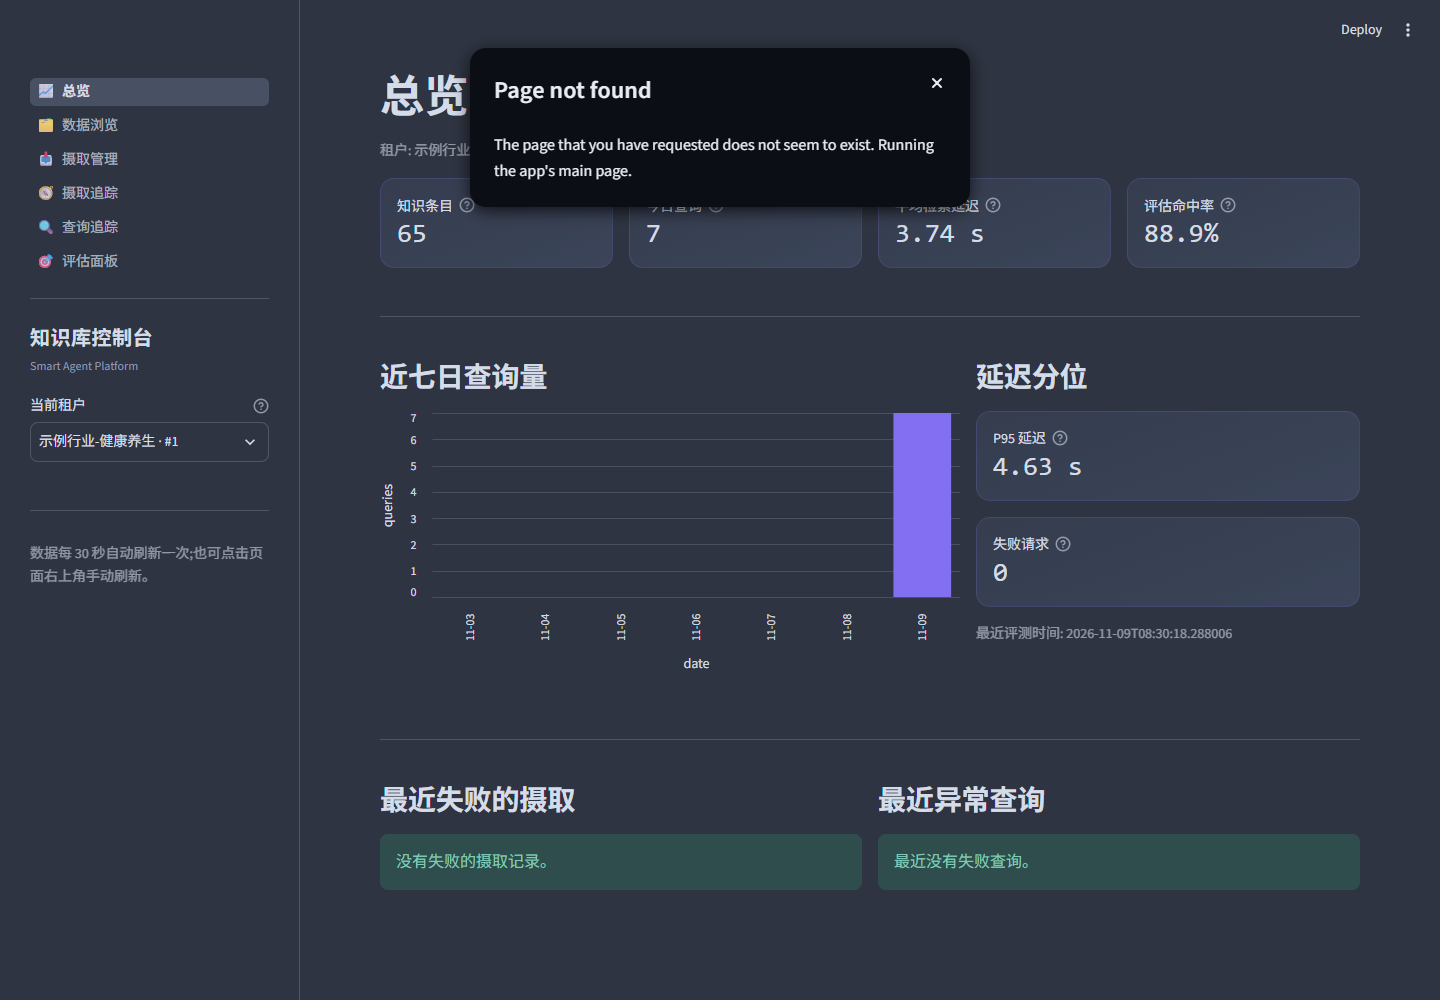 Deploy
总览
数据浏览
摄取管理
摄取追踪
查询追踪
评估面板
知识库控制台
Smart Agent Platform
当前租户
示例行业-健康养生 · #1
数据每 30 秒自动刷新一次;也可点击页
面右上角手动刷新。
Page not found
The page that you have requested does not seem to exist. Running
the app's main page.
总览
租户: 示例行业
知识条目
65
今日查询
7
平均检索延迟
3.74 s
评估命中率
88.9%
近七日查询量
7
6
5
4
3
2
1
0
queries
11-03
11-04
11-05
11-06
11-07
11-08
11-09
date
延迟分位
P95 延迟
4.63 s
失败请求
0
最近评测时间: 2026-11-09T08:30:18.288006
最近失败的摄取
没有失败的摄取记录。
最近异常查询
最近没有失败查询。